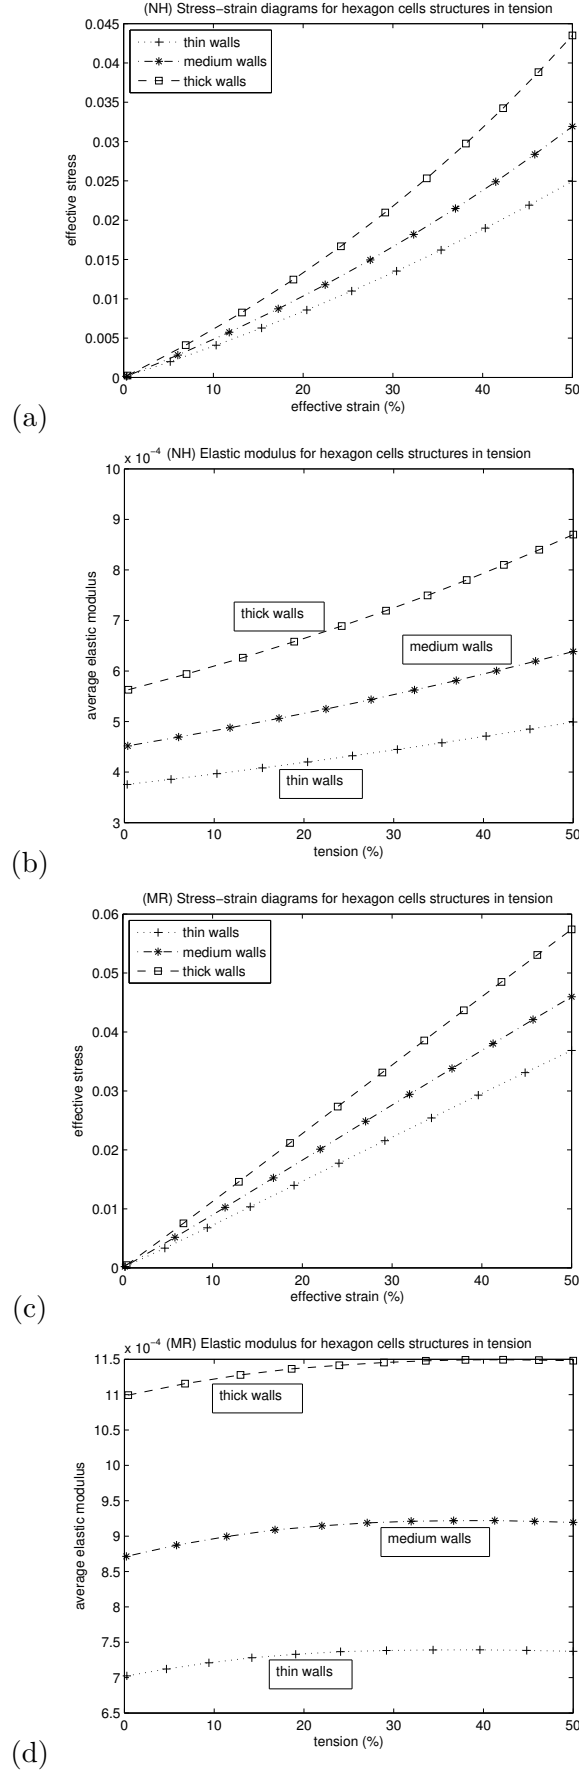 (NH) Stress−strain diagrams for hexagon cells structures in tension
0.045
0.04
0.035
0.03
0.025
0.02
0.015
0.01
0.005
0
effective stress
thin walls
medium walls
thick walls
0 10 20 30 40 50
effective strain (%)
(a)
x 10⁻⁴ (NH) Elastic modulus for hexagon cells structures in tension
10
9
8
7
6
5
4
3
average elastic modulus
thick walls
medium walls
thin walls
0 10 20 30 40 50
tension (%)
(b)
(MR) Stress−strain diagrams for hexagon cells structures in tension
0.06
0.05
0.04
0.03
0.02
0.01
0
effective stress
thin walls
medium walls
thick walls
0 10 20 30 40 50
effective strain (%)
(c)
x 10⁻⁴ (MR) Elastic modulus for hexagon cells structures in tension
11.5
11
10.5
10
9.5
9
8.5
8
7.5
7
6.5
average elastic modulus
thick walls
medium walls
thin walls
0 10 20 30 40 50
tension (%)
(d)